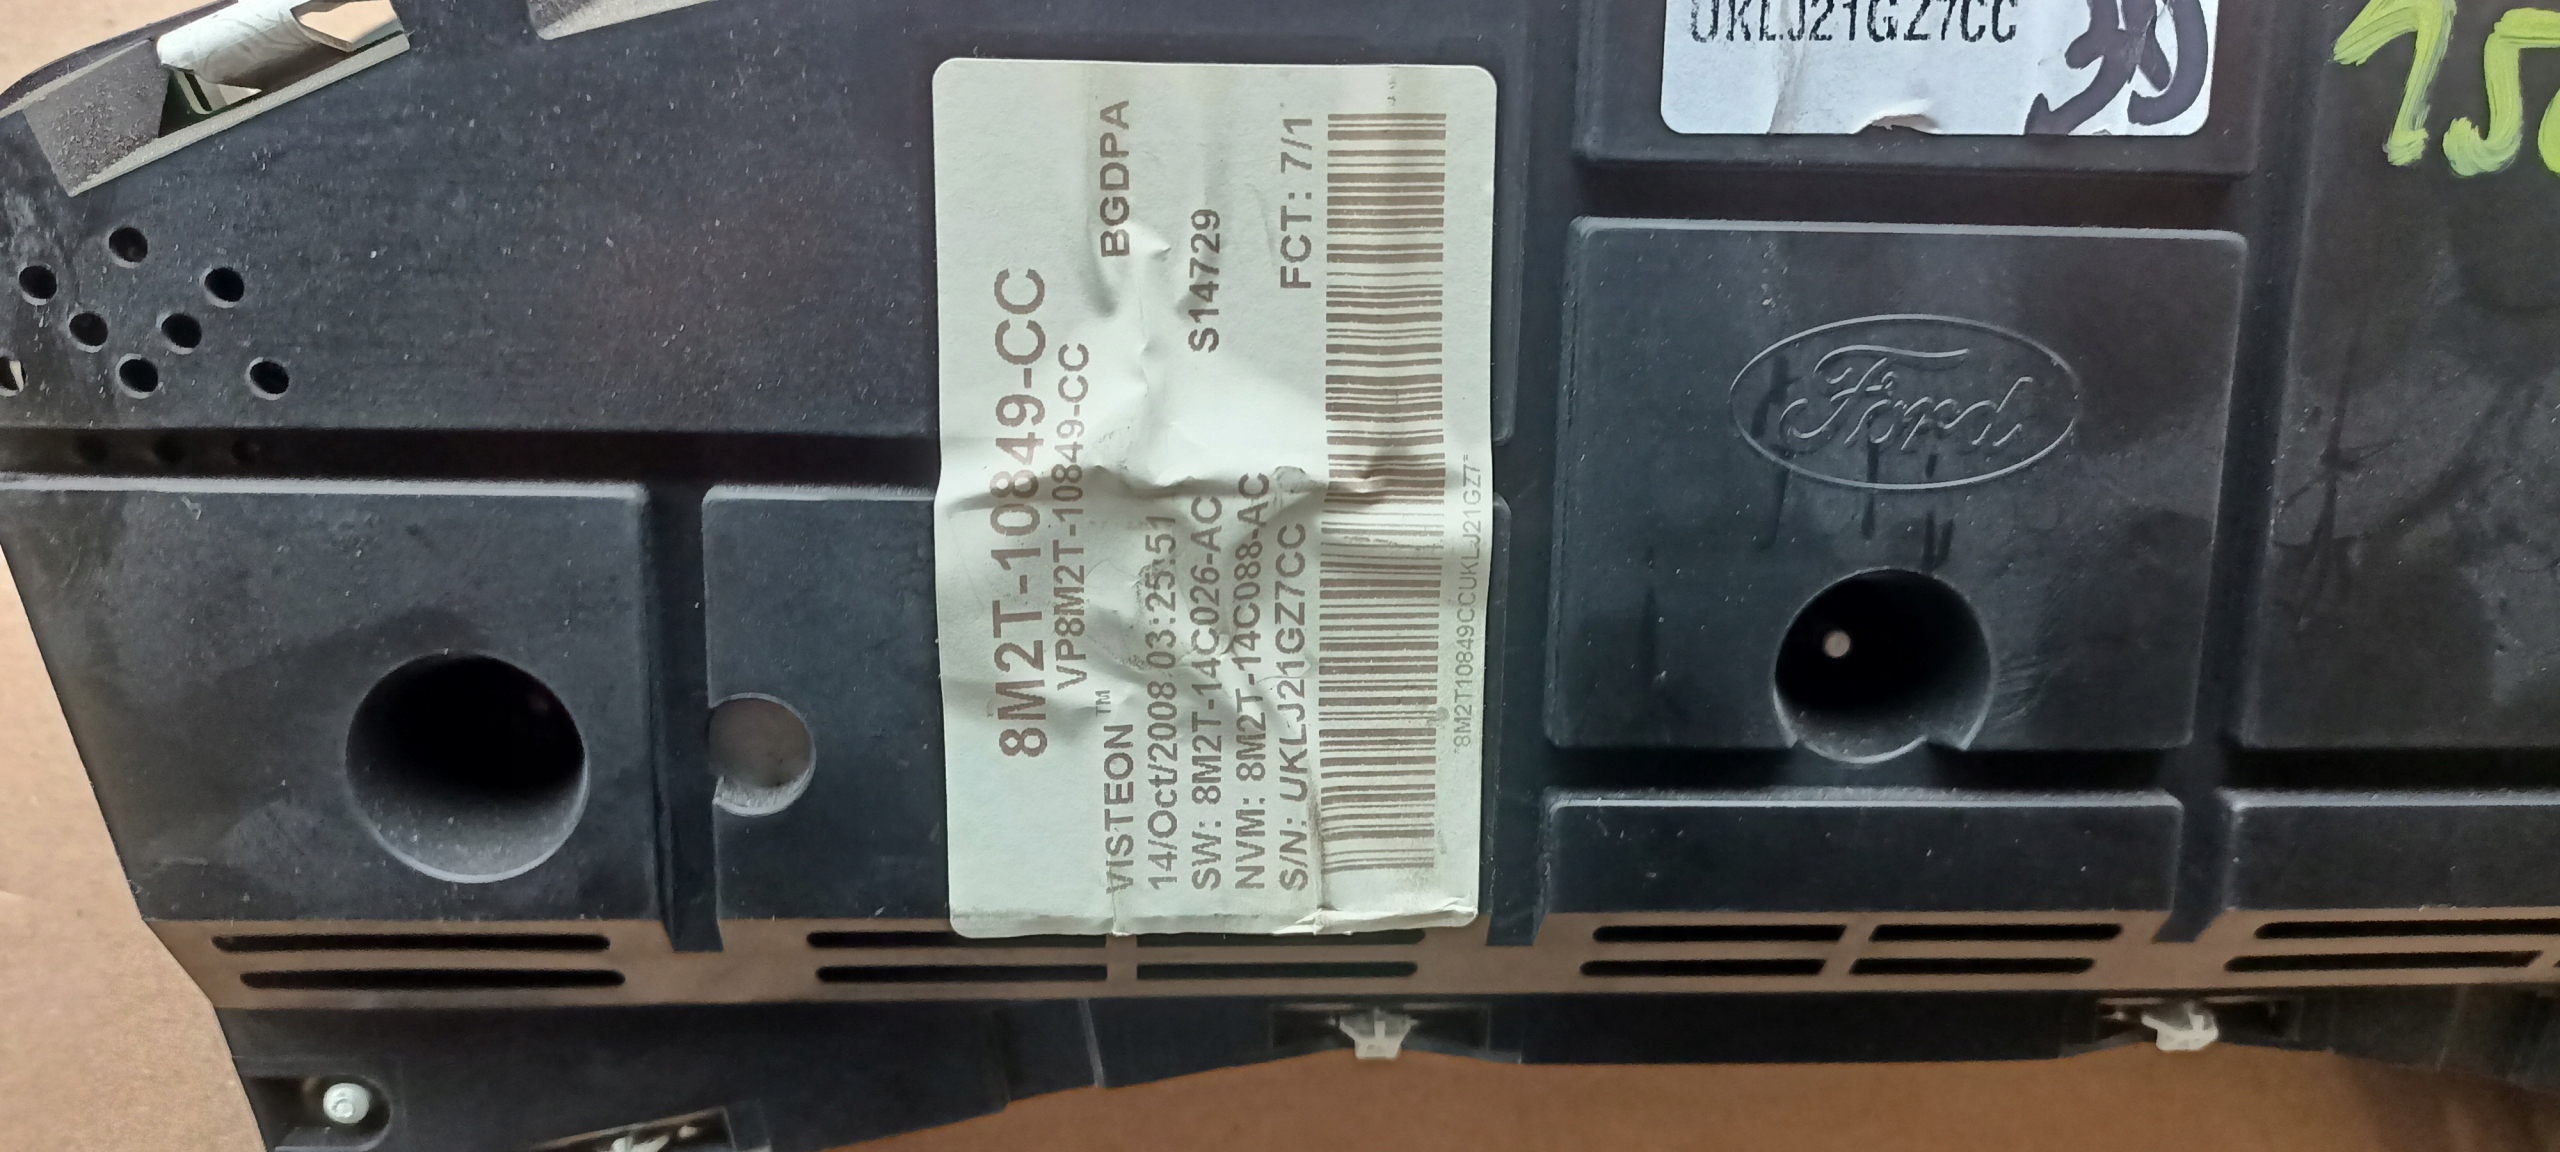 8M2T-10849-CC
VP8M2T-10849-CC
VISTEON™ BGDPA
14/Oct/2008 03:25:51
SW: 8M2T-14C026-AC S14729
NVM: 8M2T-14C088-AC
S/N: UKLJ21GZ7CC FCT: 7/1
*8M2T10849CCUKLJ21GZ7*
UKLJ21GZ7CC
Ford